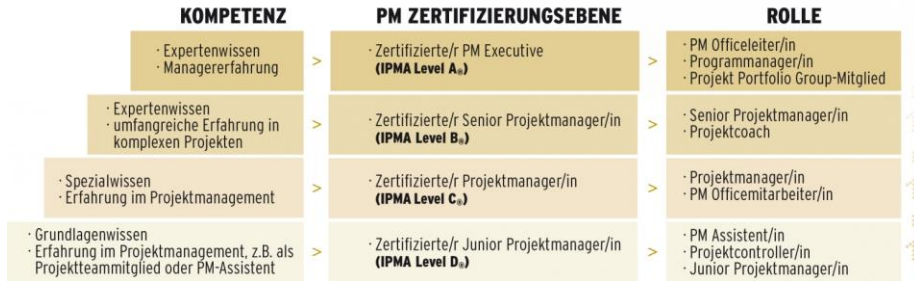 KOMPETENZ
PM ZERTIFIZIERUNGSEBENE
ROLLE
· Expertenwissen
· Managererfahrung
>
· Zertifizierte/r PM Executive
(IPMA Level A®)
>
· PM Officeleiter/in
· Programmanager/in
· Projekt Portfolio Group-Mitglied
· Expertenwissen
· umfangreiche Erfahrung in
komplexen Projekten
>
· Zertifizierte/r Senior Projektmanager/in
(IPMA Level B®)
>
· Senior Projektmanager/in
· Projektcoach
· Spezialwissen
· Erfahrung im Projektmanagement
>
· Zertifizierte/r Projektmanager/in
(IPMA Level C®)
>
· Projektmanager/in
· PM Officemitarbeiter/in
· Grundlagenwissen
· Erfahrung im Projektmanagement, z.B. als
Projektteammitglied oder PM-Assistent
>
· Zertifizierte/r Junior Projektmanager/in
(IPMA Level D®)
>
· PM Assistent/in
· Projektcontroller/in
· Junior Projektmanager/in